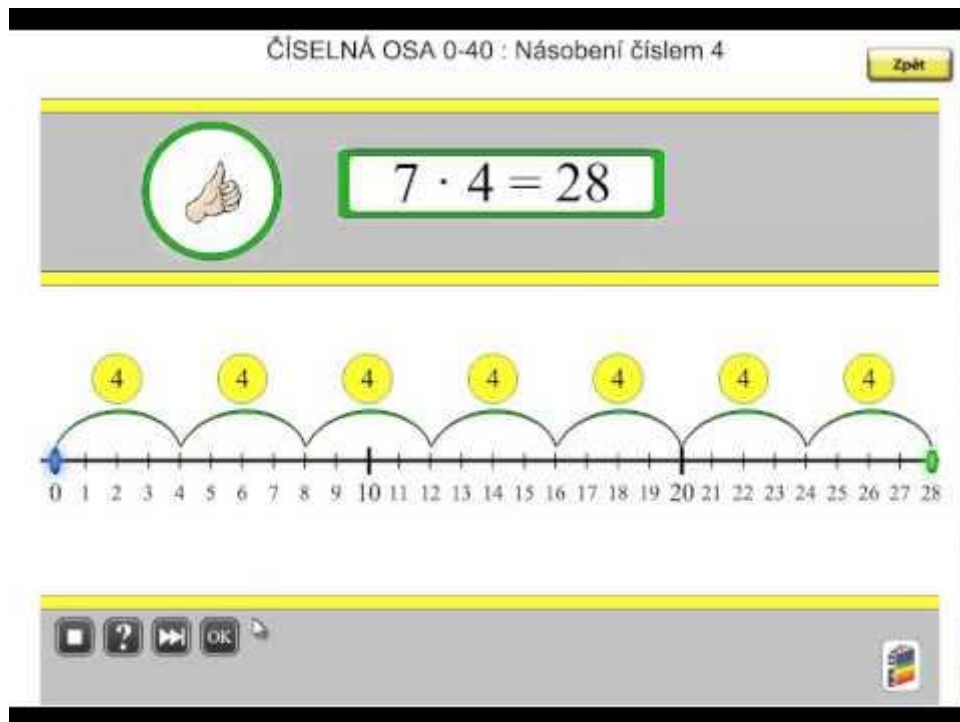 ČÍSELNÁ OSA 0-40 : Násobení číslem 4
Zpět
7 · 4 = 28
4 4 4 4 4 4 4
0 1 2 3 4 5 6 7 8 9 10 11 12 13 14 15 16 17 18 19 20 21 22 23 24 25 26 27 28
? OK